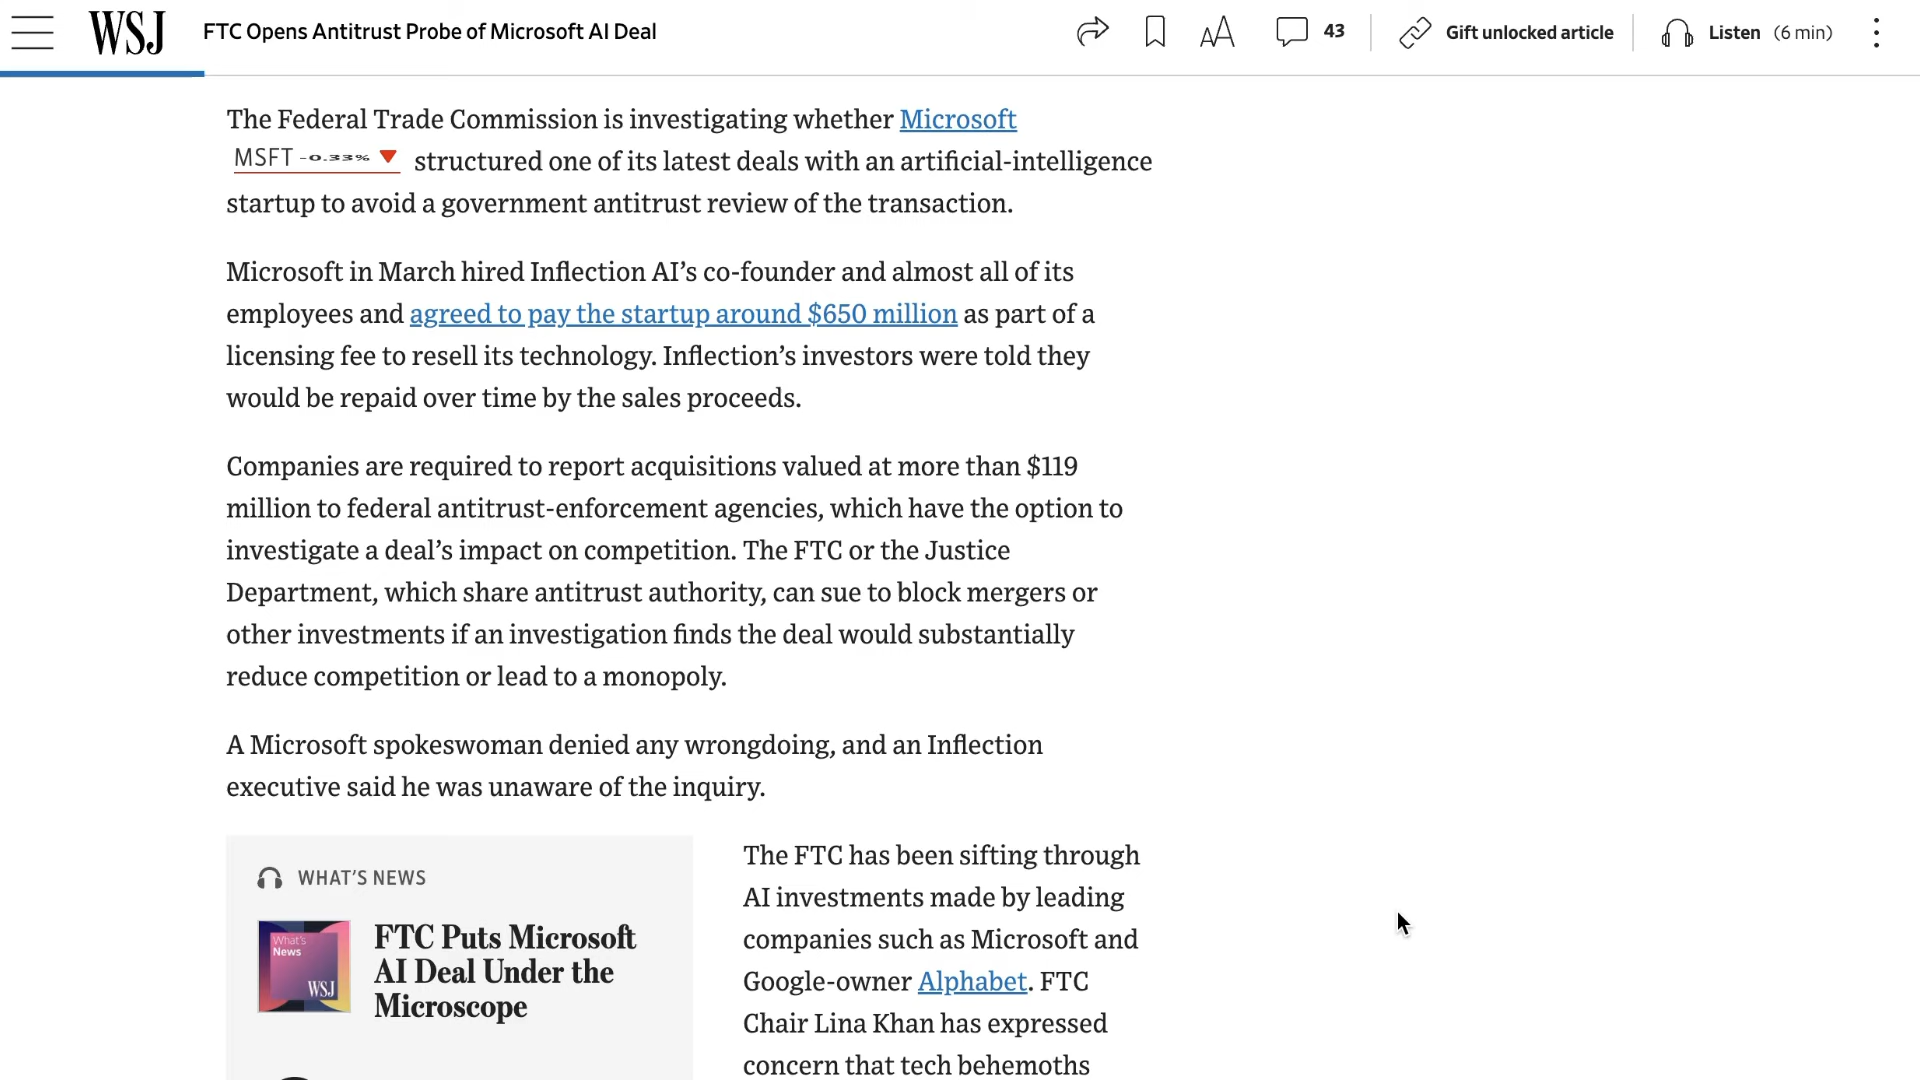 WSJ
FTC Opens Antitrust Probe of Microsoft AI Deal
AA
43
Gift unlocked article
Listen (6 min)
The Federal Trade Commission is investigating whether Microsoft
MSFT -0.33% structured one of its latest deals with an artificial-intelligence
startup to avoid a government antitrust review of the transaction.
Microsoft in March hired Inflection AI’s co-founder and almost all of its
employees and agreed to pay the startup around $650 million as part of a
licensing fee to resell its technology. Inflection’s investors were told they
would be repaid over time by the sales proceeds.
Companies are required to report acquisitions valued at more than $119
million to federal antitrust-enforcement agencies, which have the option to
investigate a deal’s impact on competition. The FTC or the Justice
Department, which share antitrust authority, can sue to block mergers or
other investments if an investigation finds the deal would substantially
reduce competition or lead to a monopoly.
A Microsoft spokeswoman denied any wrongdoing, and an Inflection
executive said he was unaware of the inquiry.
WHAT’S NEWS
What’s
News
WSJ
FTC Puts Microsoft
AI Deal Under the
Microscope
The FTC has been sifting through
AI investments made by leading
companies such as Microsoft and
Google-owner Alphabet. FTC
Chair Lina Khan has expressed
concern that tech behemoths